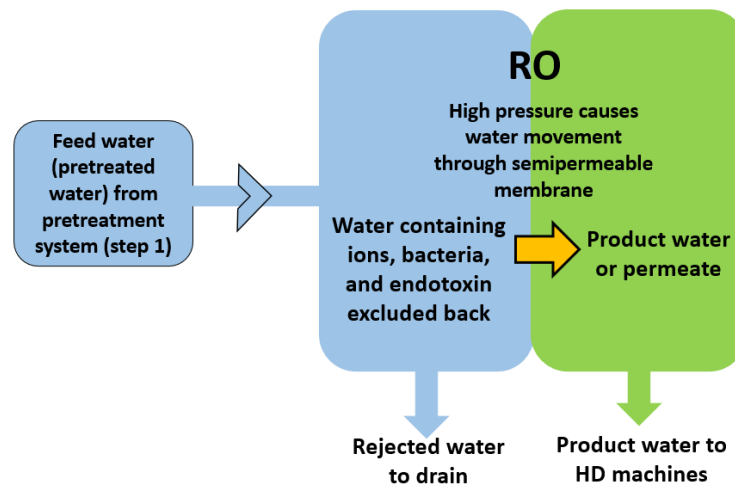 Feed water
(pretreated
water) from
pretreatment
system (step 1)
RO
High pressure causes
water movement
through semipermeable
membrane
Water containing
ions, bacteria,
and endotoxin
excluded back
Product water
or permeate
Rejected water
to drain
Product water to
HD machines